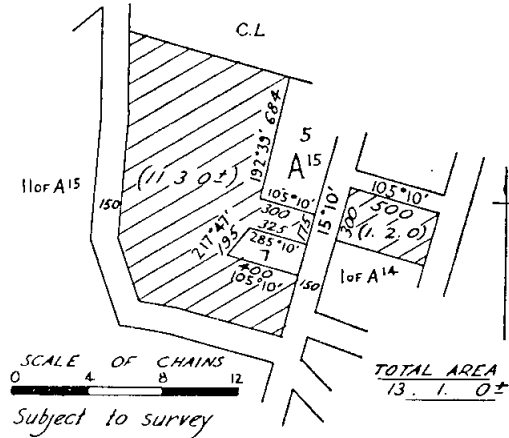 C.L
5
A15
192°39' 684
(11 3 0±)
11 OF A15
150
105°10'
300
175
15°10'
325
285°10'
217°47'
195
7
400
105°10'
150
105°10'
500
300
(1. 2. 0)
1 OF A14
SCALE OF CHAINS
0 4 8 12
Subject to survey
TOTAL AREA
13. 1. 0±